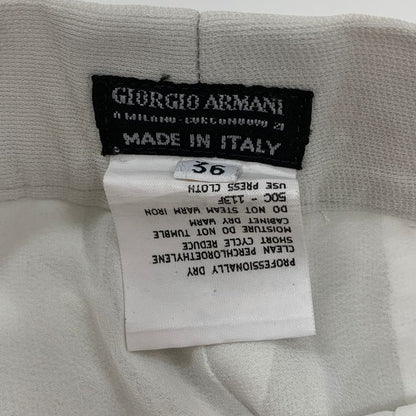 GIORGIO ARMANI
A MILANO - BORGONUOVO 21
MADE IN ITALY
36
PROFESSIONALLY DRY
CLEAN PERCHLOROETHYLENE
SHORT CYCLE REDUCE
MOISTURE DO NOT TUMBLE
CABINET DRY WARM
DO NOT STEAM WARM IRON
50C - 113F
USE PRESS CLOTH